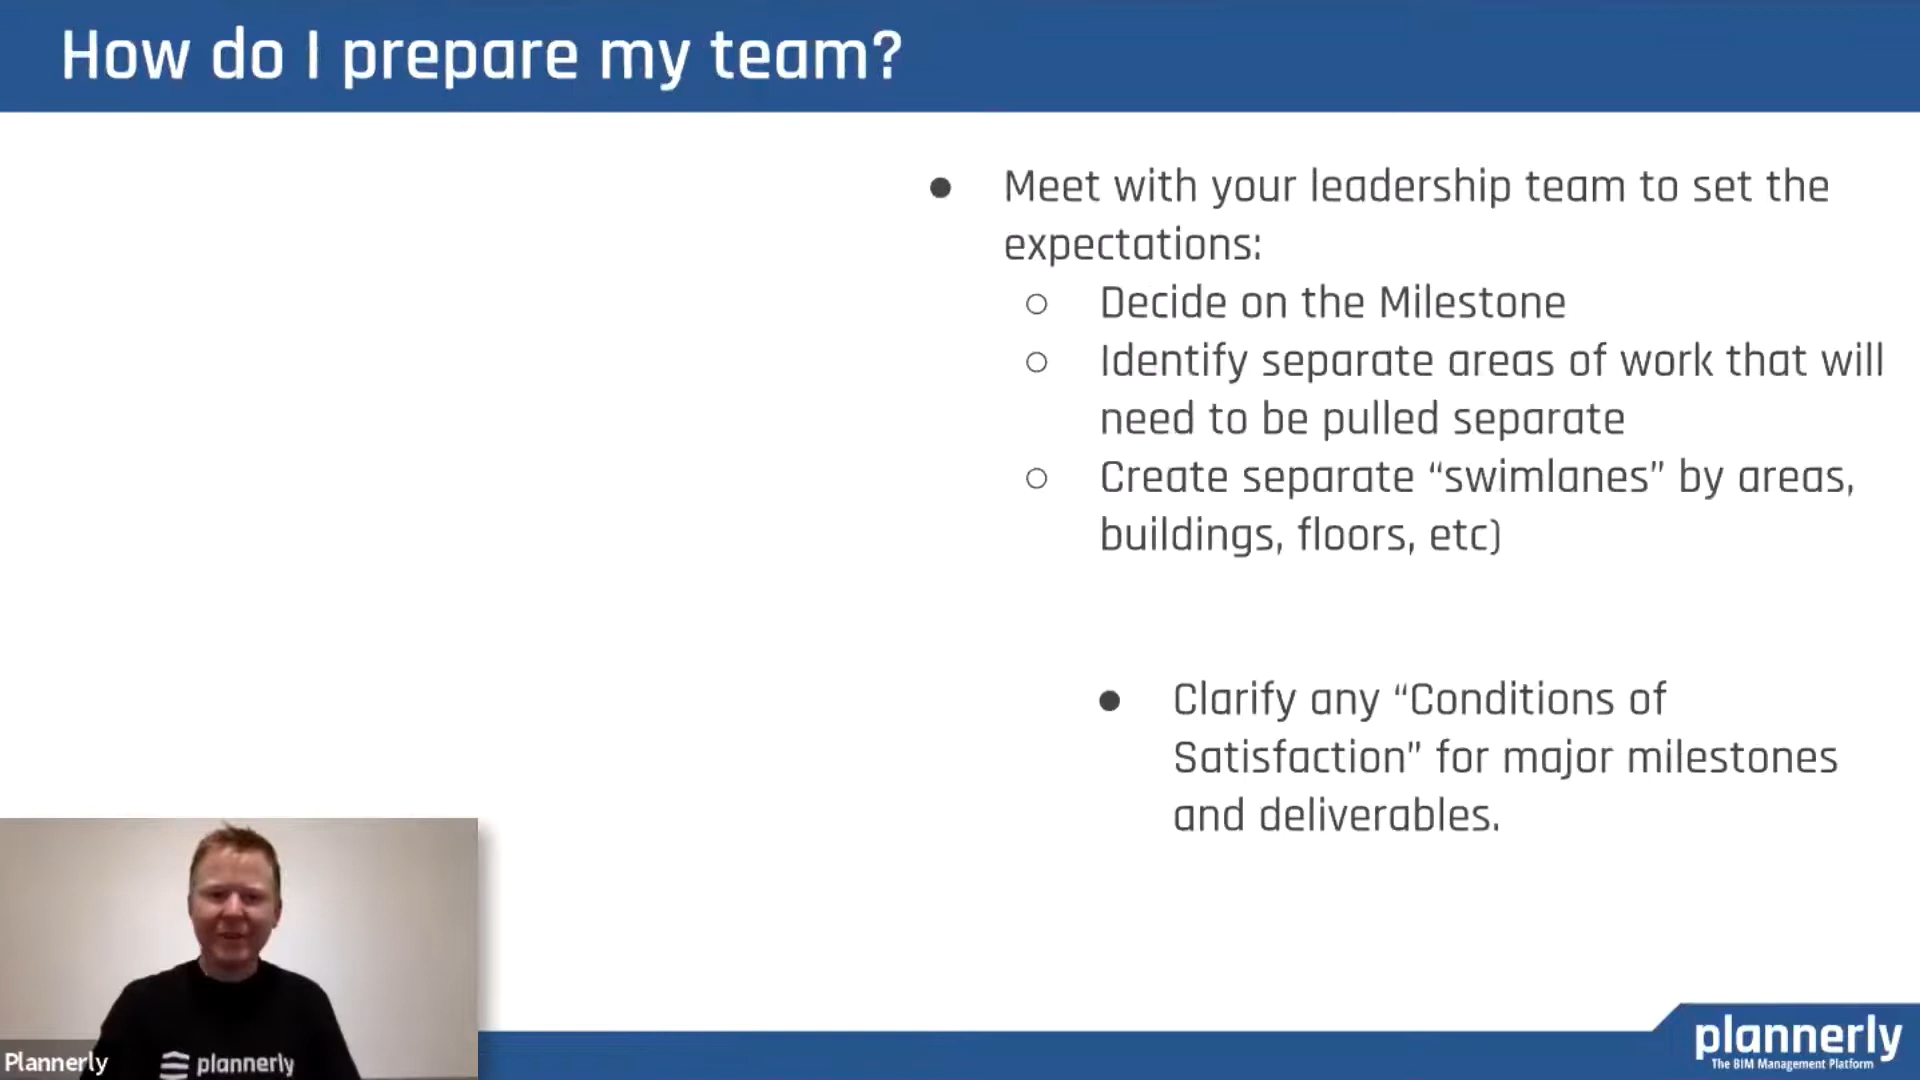 How do I prepare my team?
● Meet with your leadership team to set the
expectations:
○ Decide on the Milestone
○ Identify separate areas of work that will
need to be pulled separate
○ Create separate “swimlanes” by areas,
buildings, floors, etc)
● Clarify any “Conditions of
Satisfaction” for major milestones
and deliverables.
Plannerly
plannerly
plannerly
The BIM Management Platform